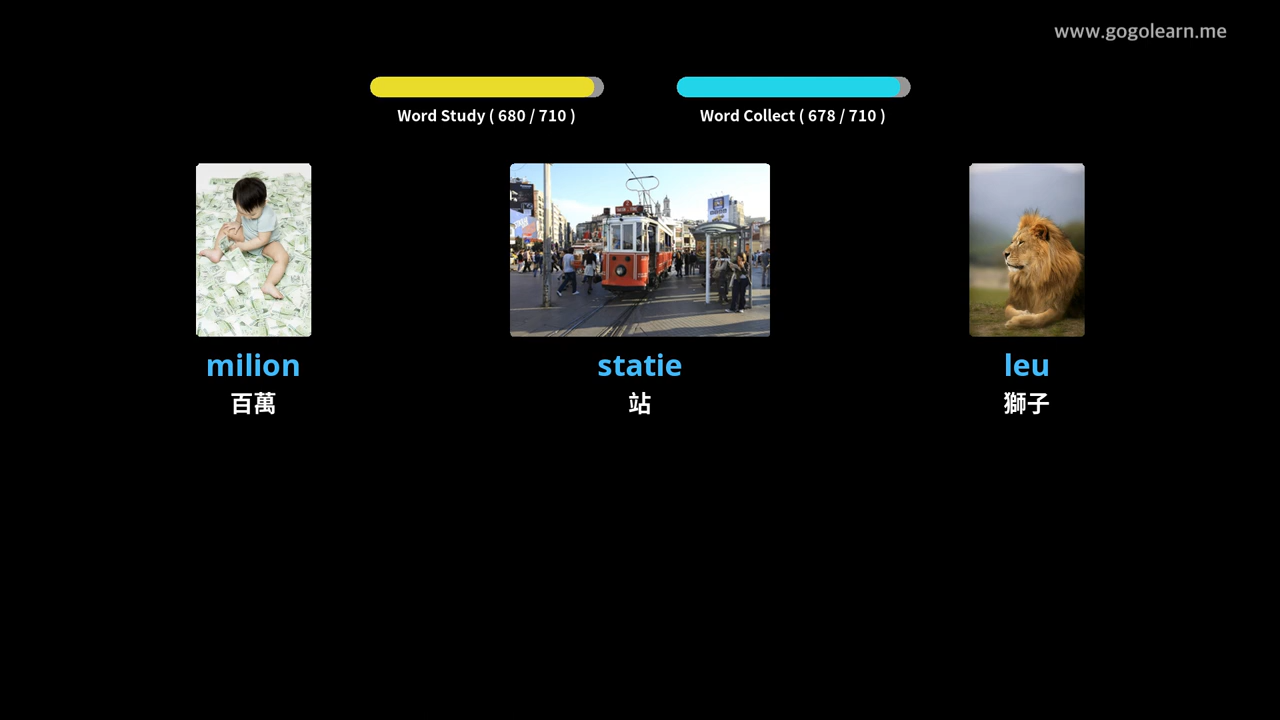 www.gogolearn.me
Word Study ( 680 / 710 )
Word Collect ( 678 / 710 )
milion
statie
leu
百萬
站
獅子